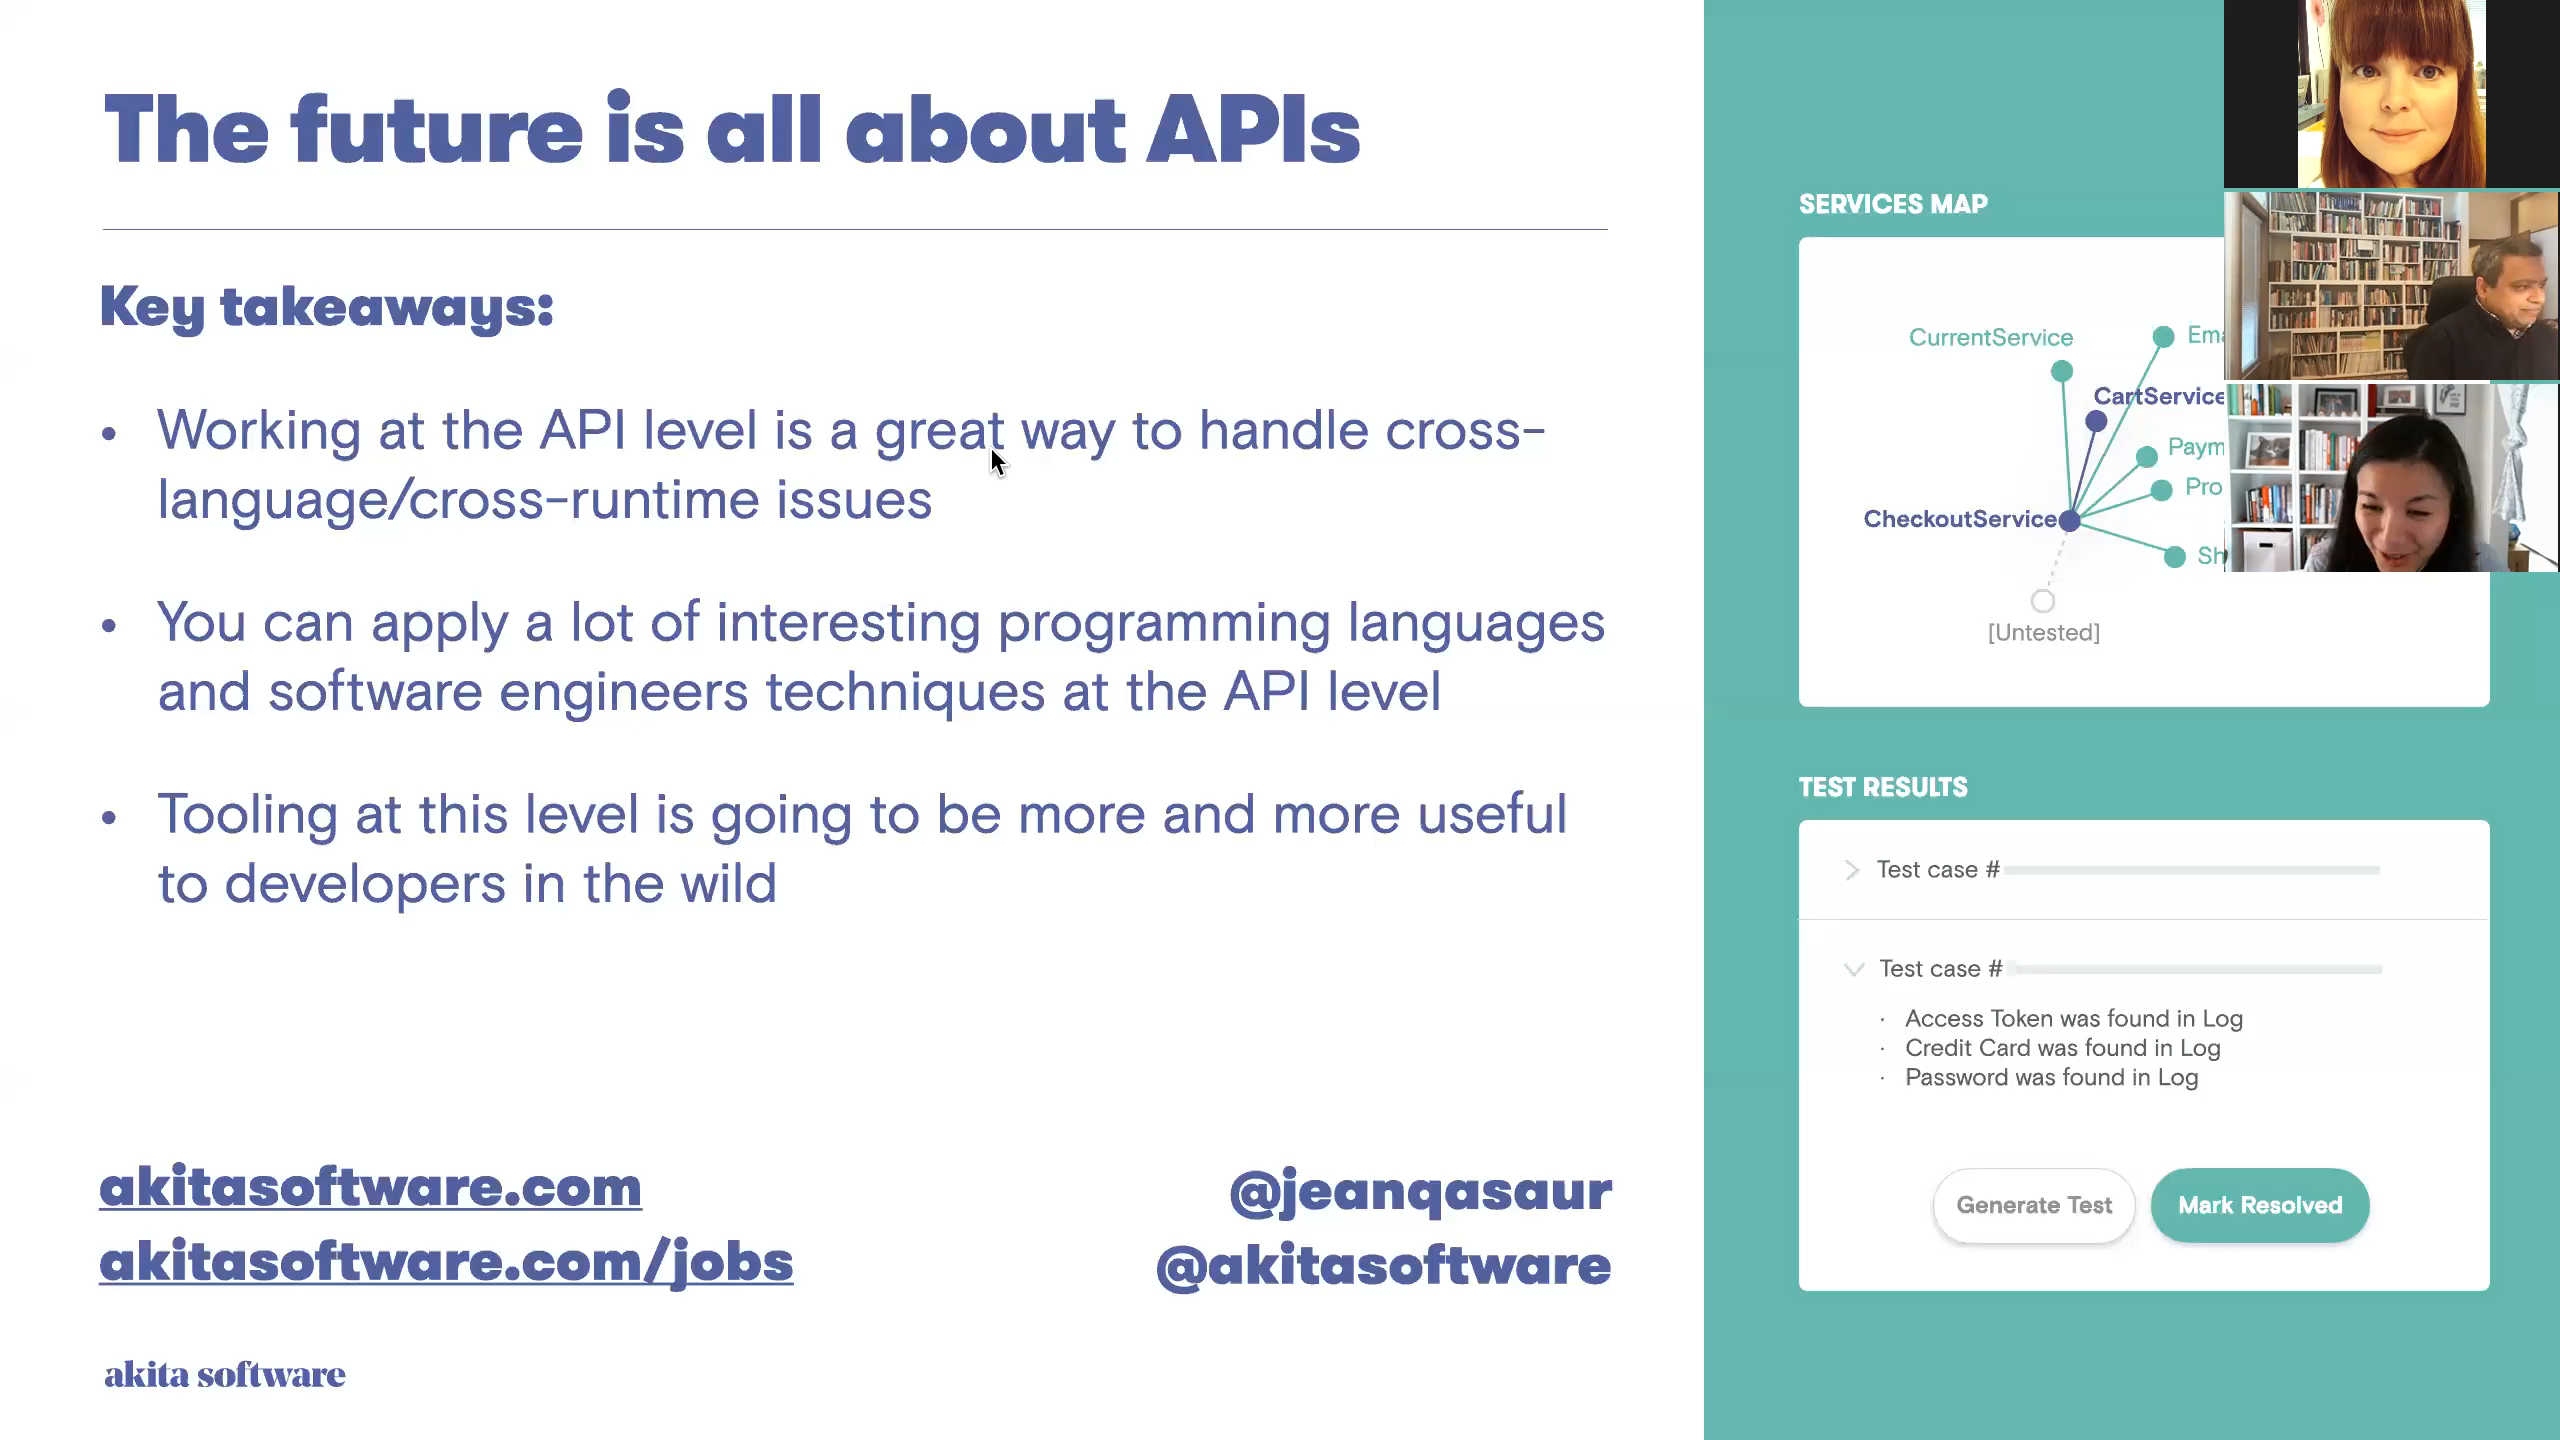 The future is all about APIs
Key takeaways:
• Working at the API level is a great way to handle cross-
language/cross-runtime issues
• You can apply a lot of interesting programming languages
and software engineers techniques at the API level
• Tooling at this level is going to be more and more useful
to developers in the wild
akitasoftware.com
akitasoftware.com/jobs
@jeanqasaur
@akitasoftware
akita software
SERVICES MAP
CurrentService
CartService
CheckoutService
[Untested]
TEST RESULTS
Test case #
Test case #
· Access Token was found in Log
· Credit Card was found in Log
· Password was found in Log
Generate Test
Mark Resolved